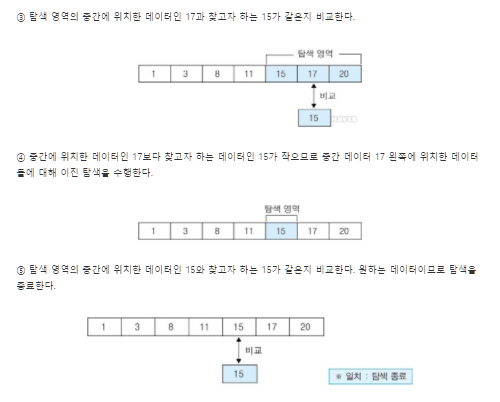 ③ 탐색 영역의 중간에 위치한 데이터인 17과 찾고자 하는 15가 같은지 비교한다.
탐색 영역
1 3 8 11 15 17 20
비교
15
④ 중간에 위치한 데이터인 17보다 찾고자 하는 데이터인 15가 작으므로 중간 데이터 17 왼쪽에 위치한 데이터
들에 대해 이진 탐색을 수행한다.
탐색 영역
1 3 8 11 15 17 20
⑤ 탐색 영역의 중간에 위치한 데이터인 15와 찾고자 하는 15가 같은지 비교한다. 원하는 데이터이므로 탐색을
종료한다.
1 3 8 11 15 17 20
비교
15
※ 일치 : 탐색 종료